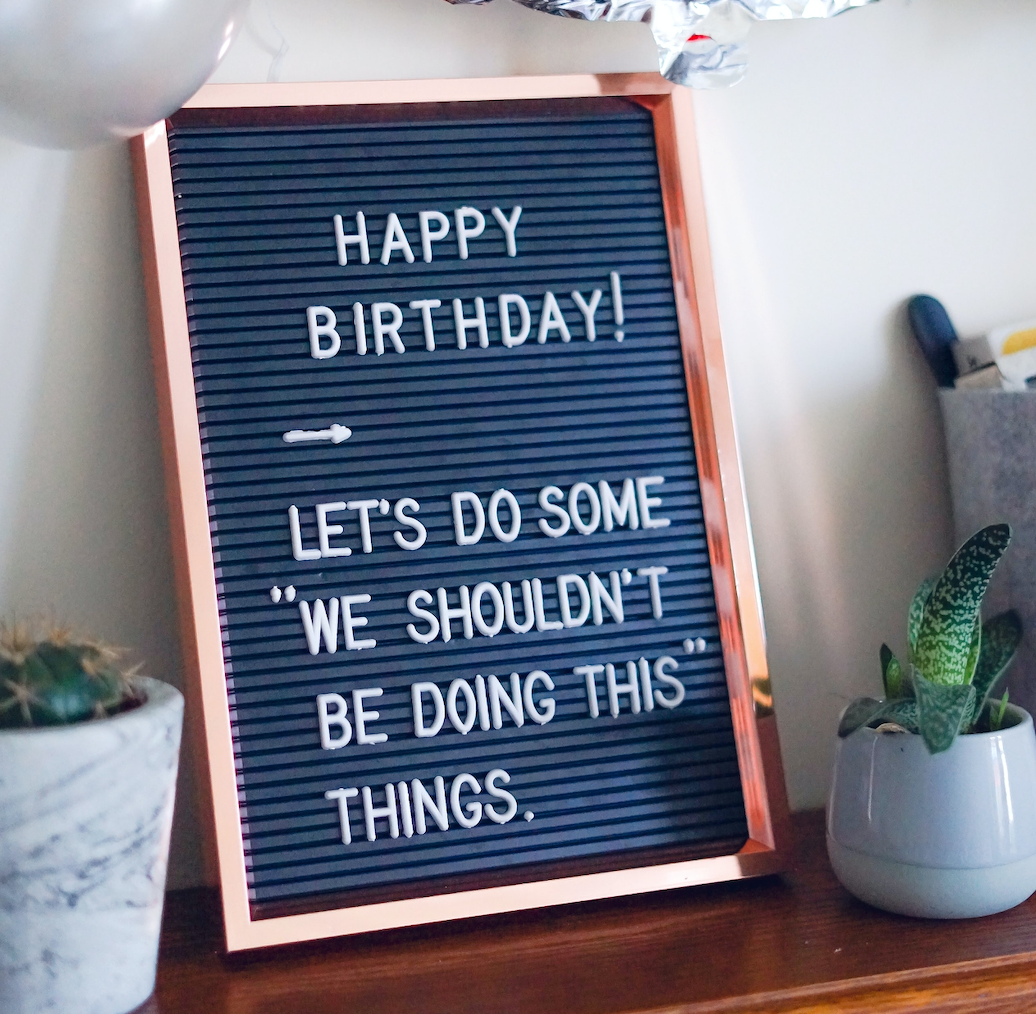 HAPPY
BIRTHDAY!
→
LET'S DO SOME
"WE SHOULDN'T
BE DOING THIS"
THINGS.